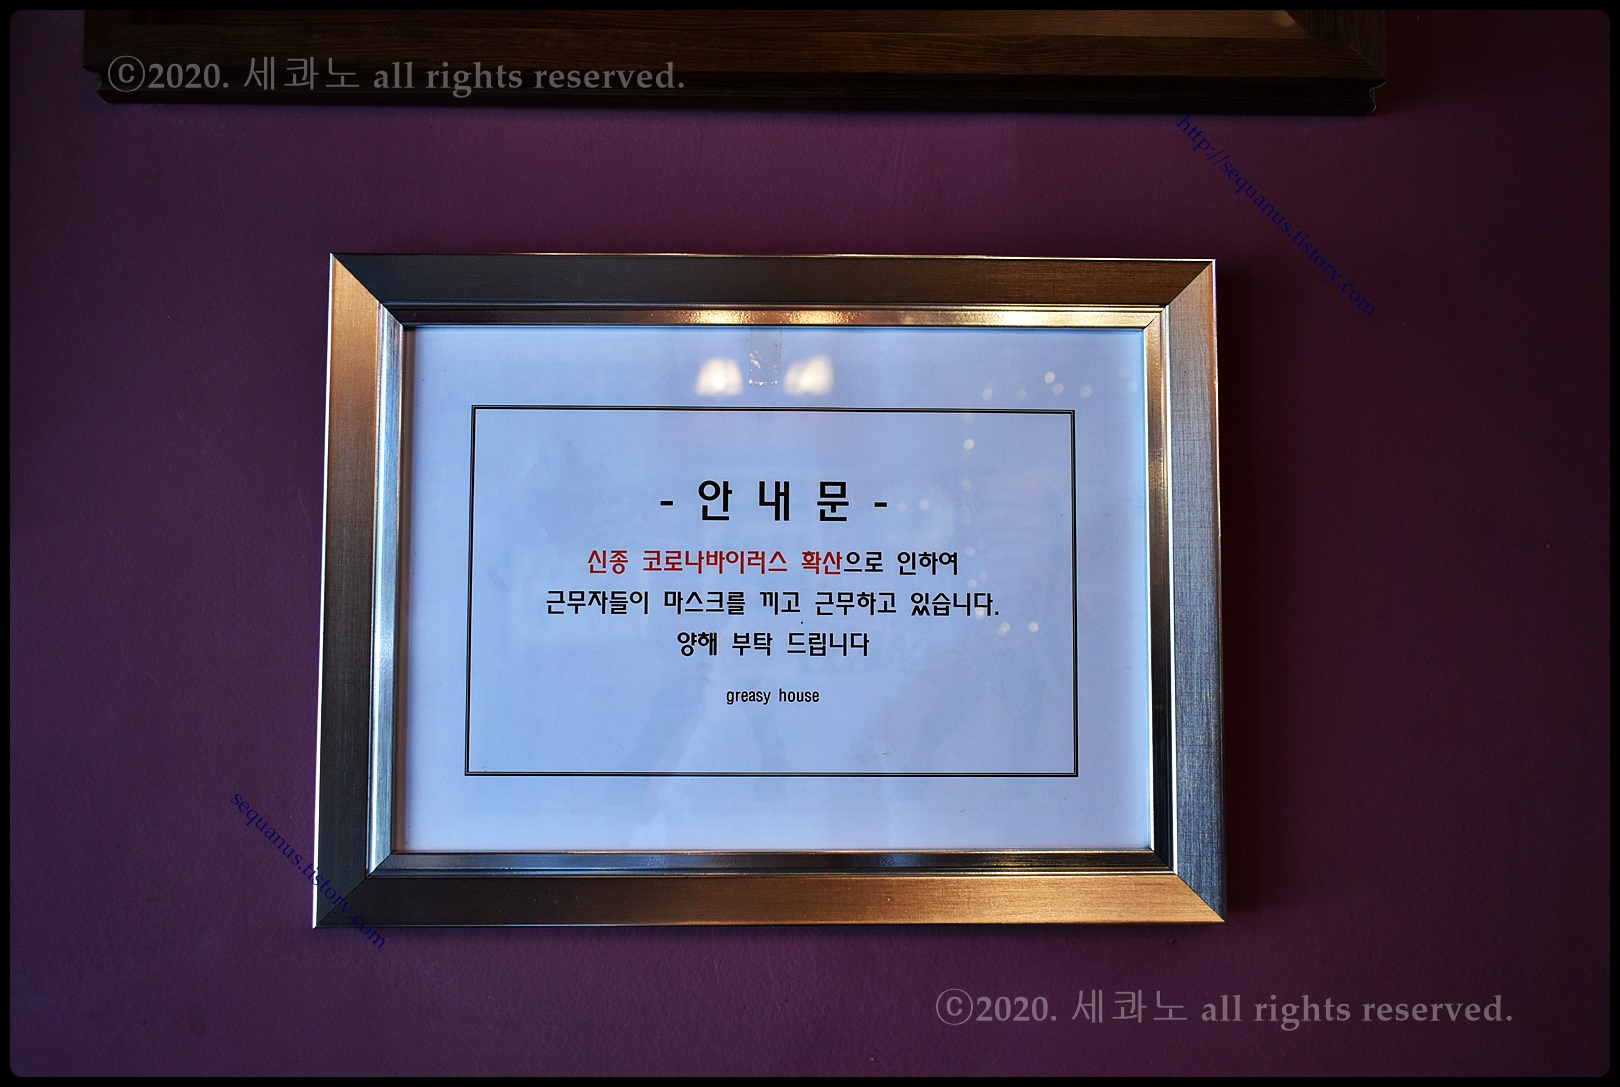 ⓒ2020. 세콰노 all rights reserved.
http://sequanus.tistory.com
- 안 내 문 -
신종 코로나바이러스 확산으로 인하여
근무자들이 마스크를 끼고 근무하고 있습니다.
양해 부탁 드립니다
greasy house
sequanus.tistory.com
ⓒ2020. 세콰노 all rights reserved.